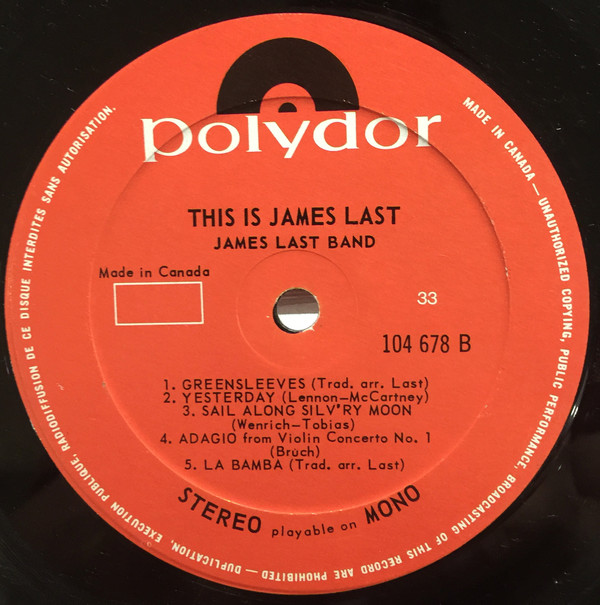 polydor
THIS IS JAMES LAST
JAMES LAST BAND
Made in Canada
33
104 678 B
1. GREENSLEEVES (Trad. arr. Last)
2. YESTERDAY (Lennon—McCartney)
3. SAIL ALONG SILV'RY MOON
(Wenrich—Tobias)
4. ADAGIO from Violin Concerto No. 1
(Bruch)
5. LA BAMBA (Trad. arr. Last)
STEREO playable on MONO
MADE IN CANADA — UNAUTHORIZED COPYING, PUBLIC PERFORMANCE, BROADCASTING OF THIS RECORD ARE PROHIBITED — DUPLICATION, EXECUTION PUBLIQUE, RADIODIFFUSION DE CE DISQUE INTERDITES SANS AUTORISATION.